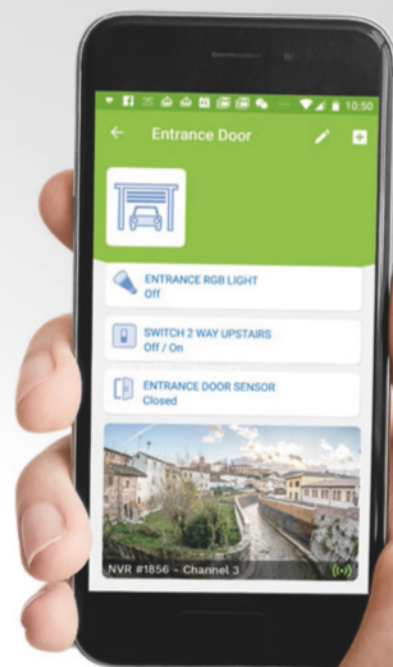 25 10:50
Entrance Door
ENTRANCE RGB LIGHT
Off
SWITCH 2 WAY UPSTAIRS
Off / On
ENTRANCE DOOR SENSOR
Closed
NVR #1856 - Channel 3